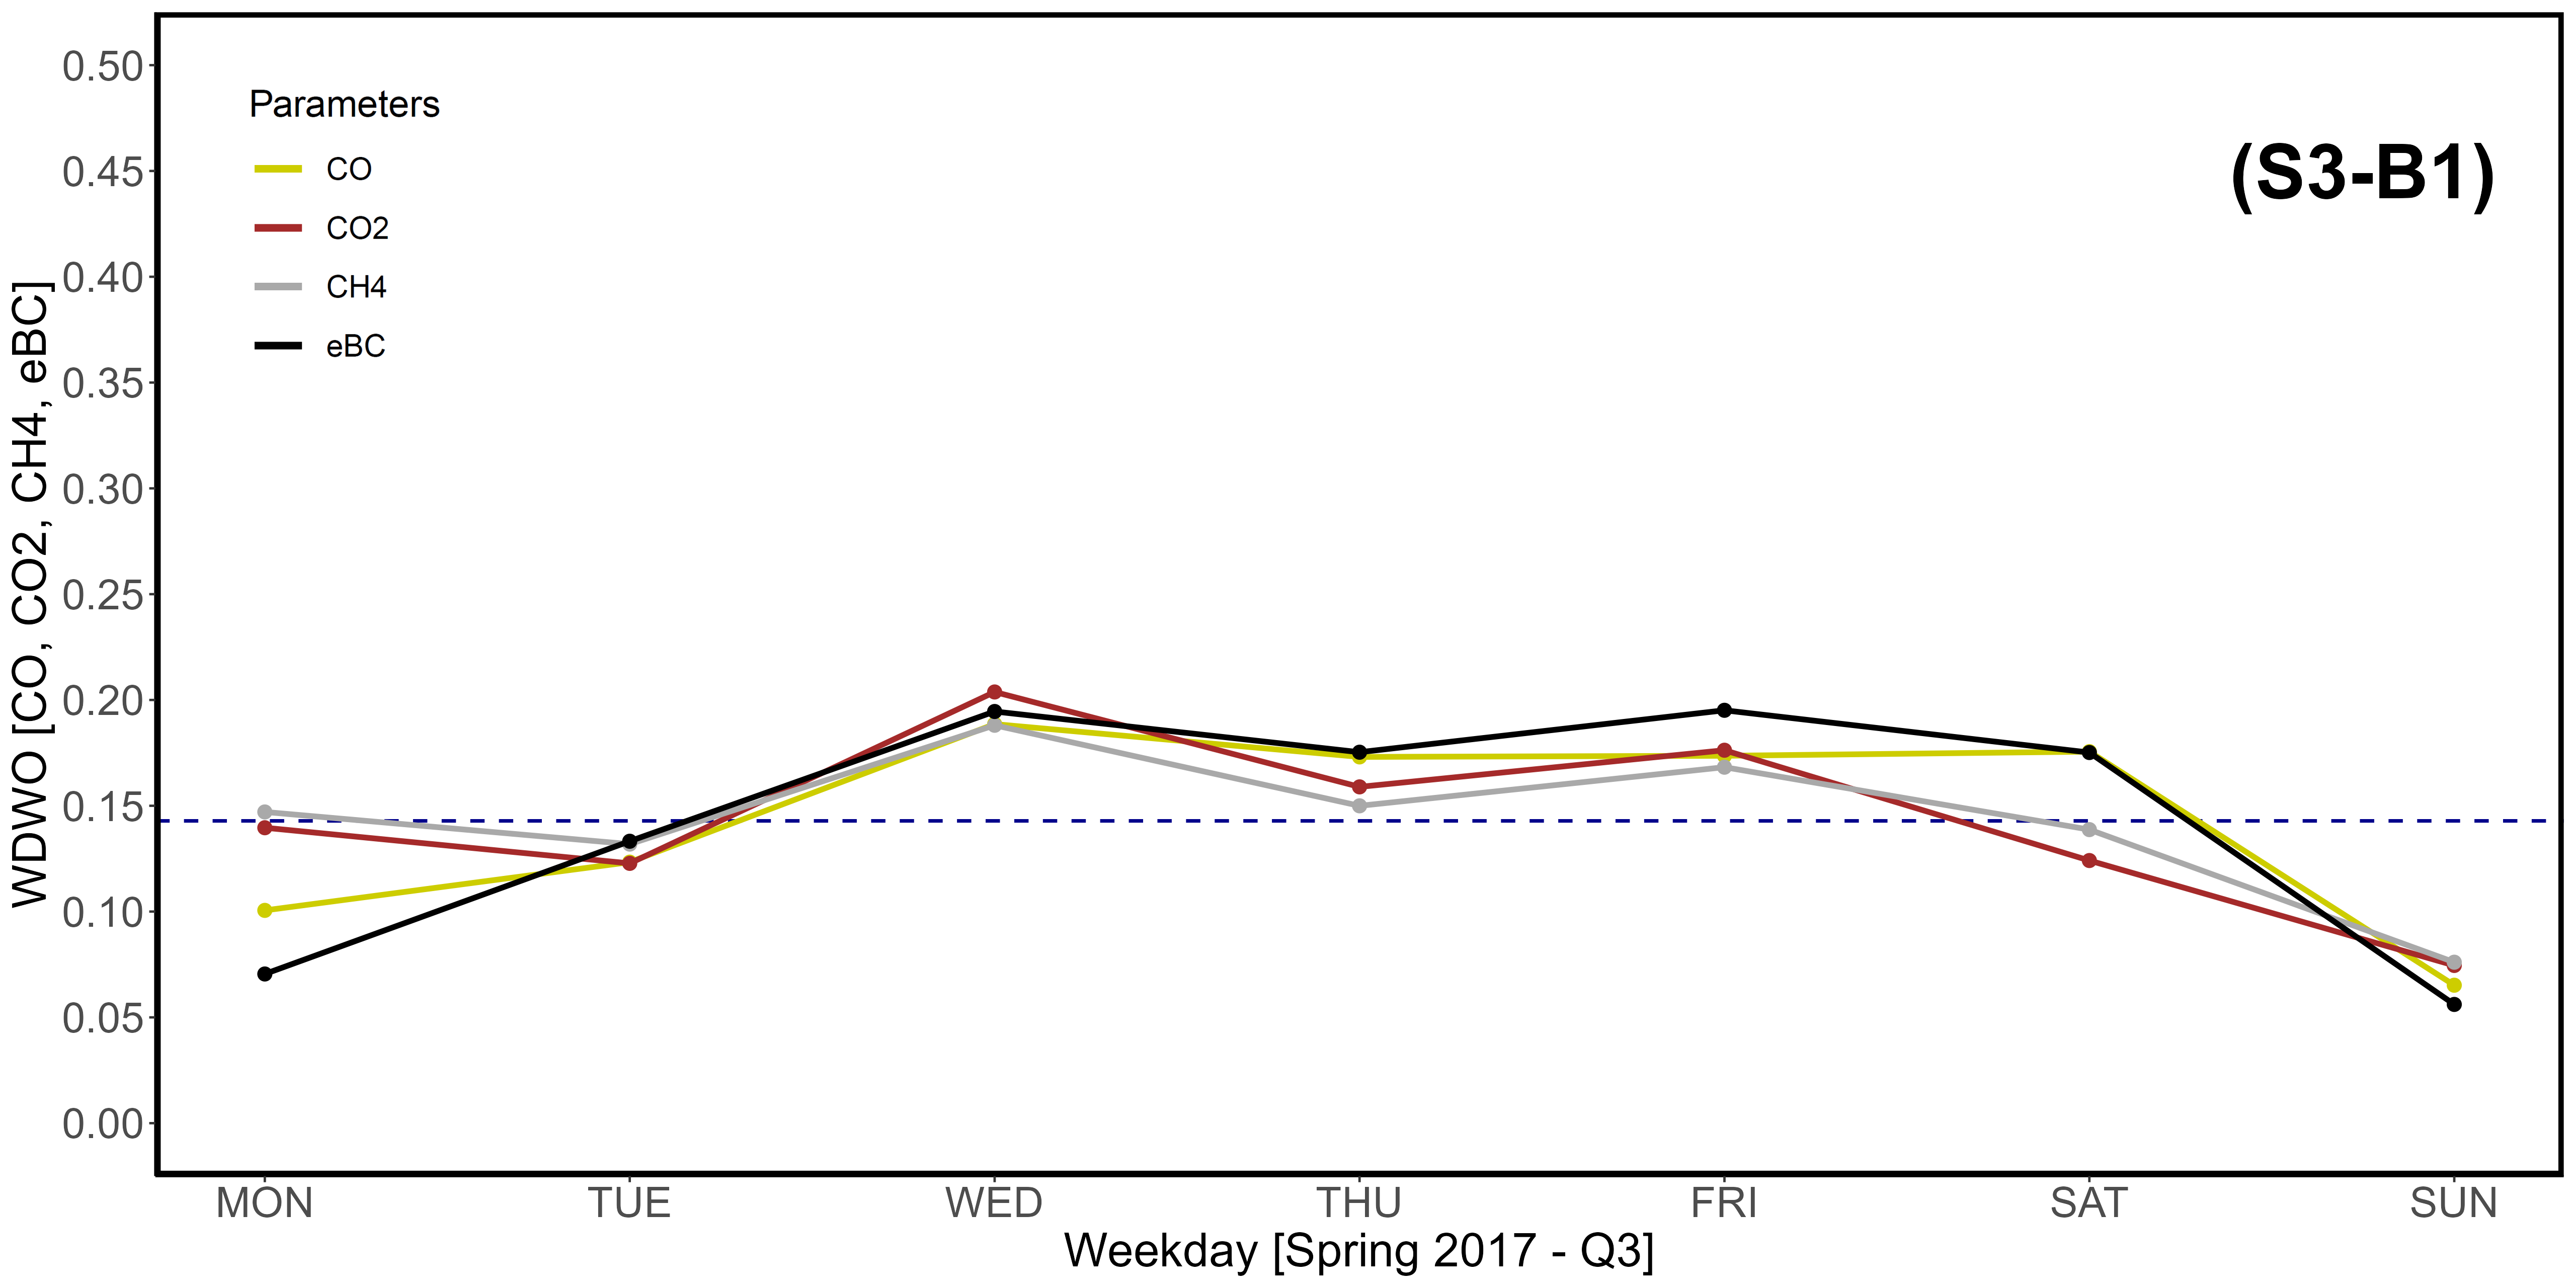 WDWO [CO, CO2, CH4, eBC]
0.50
0.45
0.40
0.35
0.30
0.25
0.20
0.15
0.10
0.05
0.00
Parameters
CO
CO2
CH4
eBC
(S3-B1)
MON TUE WED THU FRI SAT SUN
Weekday [Spring 2017 - Q3]